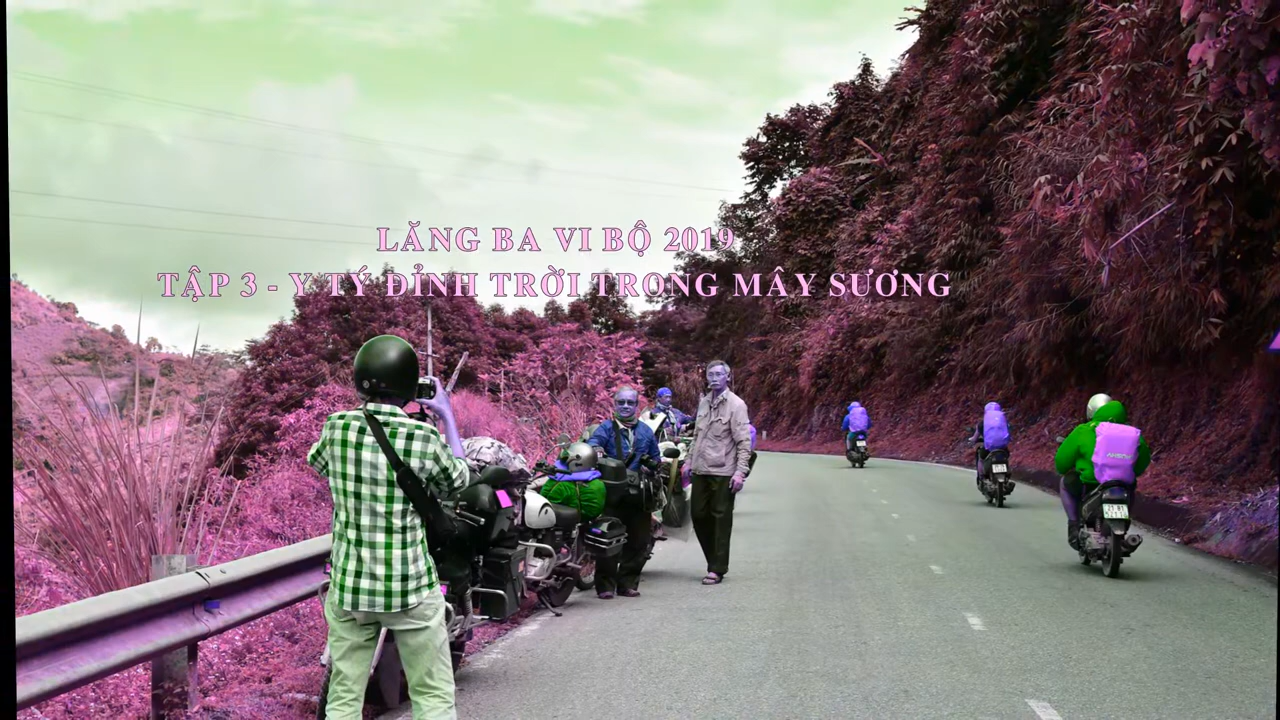 LĂNG BA VI BỘ 2019
TẬP 3 - Y TÝ ĐỈNH TRỜI TRONG MÂY SƯƠNG